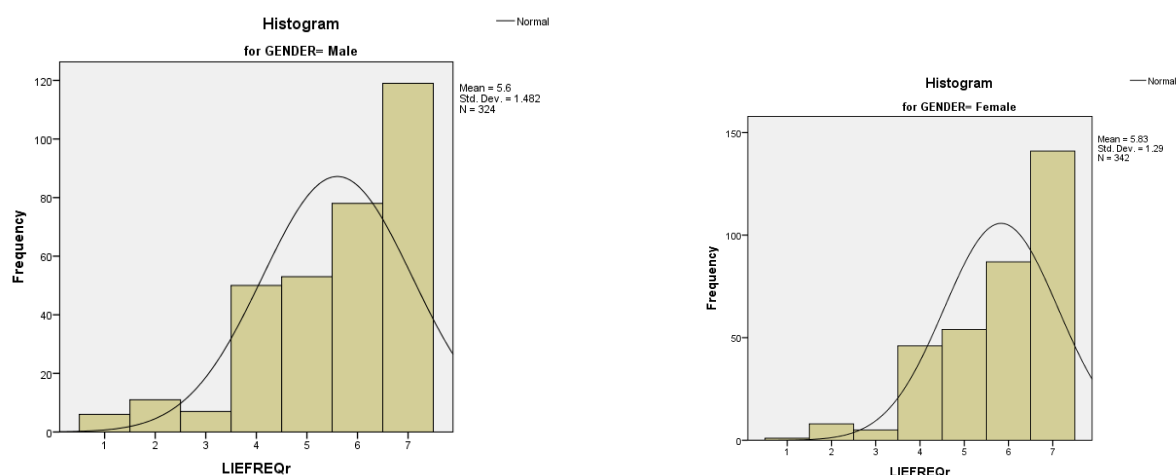 Histogram
Normal
for GENDER= Male
Mean = 5.6
Std. Dev. = 1.482
N = 324
120
100
80
60
40
20
0
Frequency
1 2 3 4 5 6 7
LIEFREQr
Histogram
Normal
for GENDER= Female
Mean = 5.83
Std. Dev. = 1.29
N = 342
150
100
50
0
Frequency
1 2 3 4 5 6 7
LIEFREQr